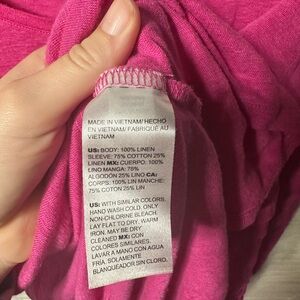 MADE IN VIETNAM/ HECHO
EN VIETNAM/ FABRIQUÉ AU
VIETNAM
US: BODY: 100% LINEN
SLEEVE: 75% COTTON 25%
LINEN MX: CUERPO: 100%
LINO MANGA: 75%
ALGODÓN 25% LINO CA:
CORPS: 100% LIN MANCHE:
75% COTON 25% LIN
US: WITH SIMILAR COLORS,
HAND WASH COLD. ONLY
NON-CHLORINE BLEACH.
LAY FLAT TO DRY. WARM
IRON. MAY BE DRY
CLEANED MX: CON
COLORES SIMILARES,
LAVAR A MANO, AGUA
FRÍA. SOLAMENTE
BLANQUEADOR SIN CLORO.